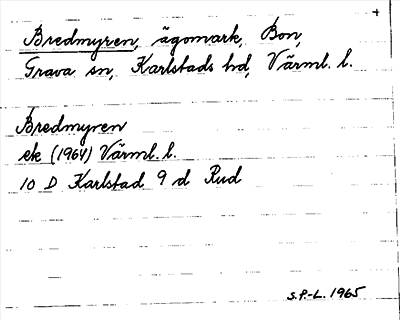 +
Bredmyren, ägomark, Bon,
Grava sn, Karlstads hd, Värml. l.
Bredmyren
ek (1964) Värml. l.
10 D Karlstad 9 d Rud
S.P.-L. 1965